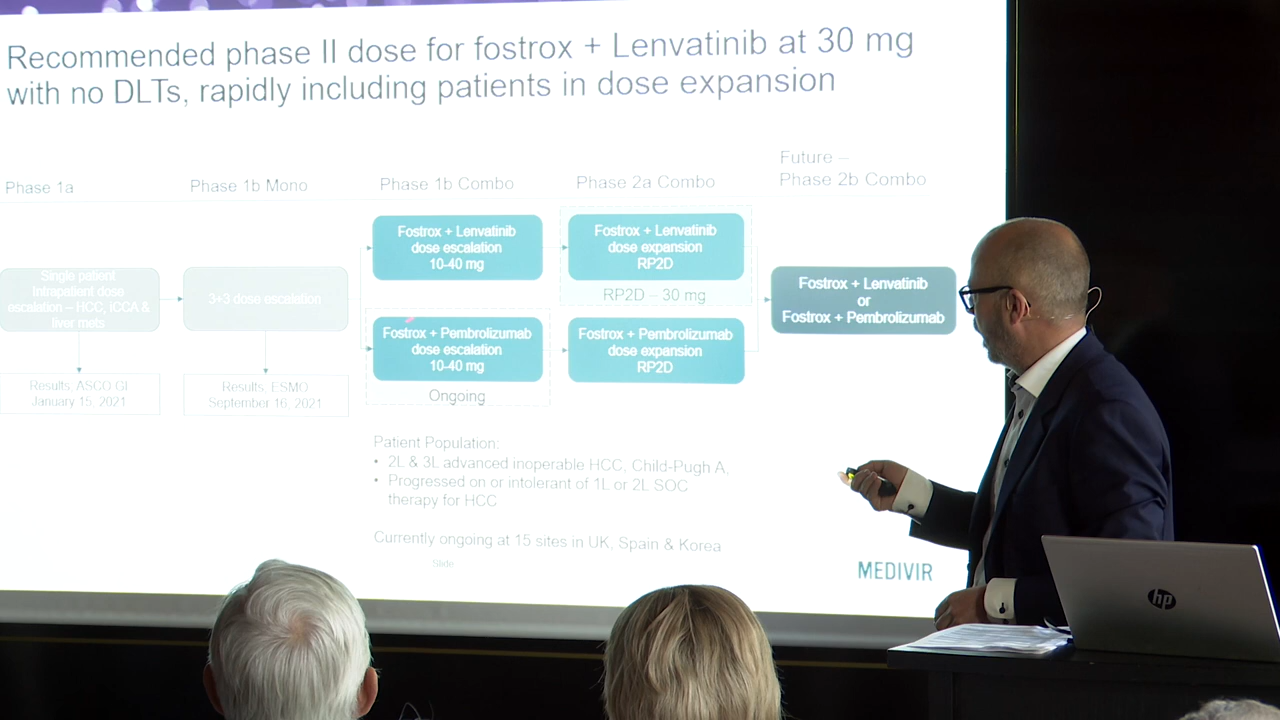 Recommended phase II dose for fostrox + Lenvatinib at 30 mg
with no DLTs, rapidly including patients in dose expansion
Phase 1a
Phase 1b Mono
Phase 1b Combo
Phase 2a Combo
Future –
Phase 2b Combo
Single patient
Intrapatient dose
escalation – HCC, iCCA &
liver mets
3+3 dose escalation
Fostrox + Lenvatinib
dose escalation
10-40 mg
Fostrox + Lenvatinib
dose expansion
RP2D
RP2D – 30 mg
Fostrox + Lenvatinib
or
Fostrox + Pembrolizumab
Fostrox + Pembrolizumab
dose escalation
10-40 mg
Ongoing
Fostrox + Pembrolizumab
dose expansion
RP2D
Results, ASCO GI
January 15, 2021
Results, ESMO,
September 16, 2021
Patient Population:
• 2L & 3L advanced inoperable HCC, Child-Pugh A,
• Progressed on or intolerant of 1L or 2L SOC
therapy for HCC
Currently ongoing at 15 sites in UK, Spain & Korea
Slide
MEDIVIR
hp